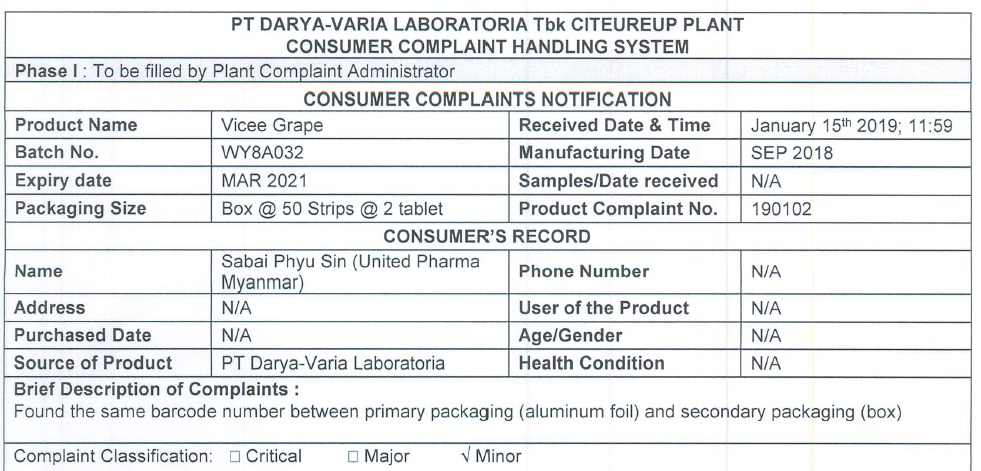 PT DARYA-VARIA LABORATORIA Tbk CITEUREUP PLANT
CONSUMER COMPLAINT HANDLING SYSTEM
Phase I : To be filled by Plant Complaint Administrator
CONSUMER COMPLAINTS NOTIFICATION
Product Name Vicee Grape Received Date & Time January 15th 2019; 11:59
Batch No. WY8A032 Manufacturing Date SEP 2018
Expiry date MAR 2021 Samples/Date received N/A
Packaging Size Box @ 50 Strips @ 2 tablet Product Complaint No. 190102
CONSUMER'S RECORD
Name Sabai Phyu Sin (United Pharma Myanmar) Phone Number N/A
Address N/A User of the Product N/A
Purchased Date N/A Age/Gender N/A
Source of Product PT Darya-Varia Laboratoria Health Condition N/A
Brief Description of Complaints :
Found the same barcode number between primary packaging (aluminum foil) and secondary packaging (box)
Complaint Classification: □ Critical □ Major √ Minor